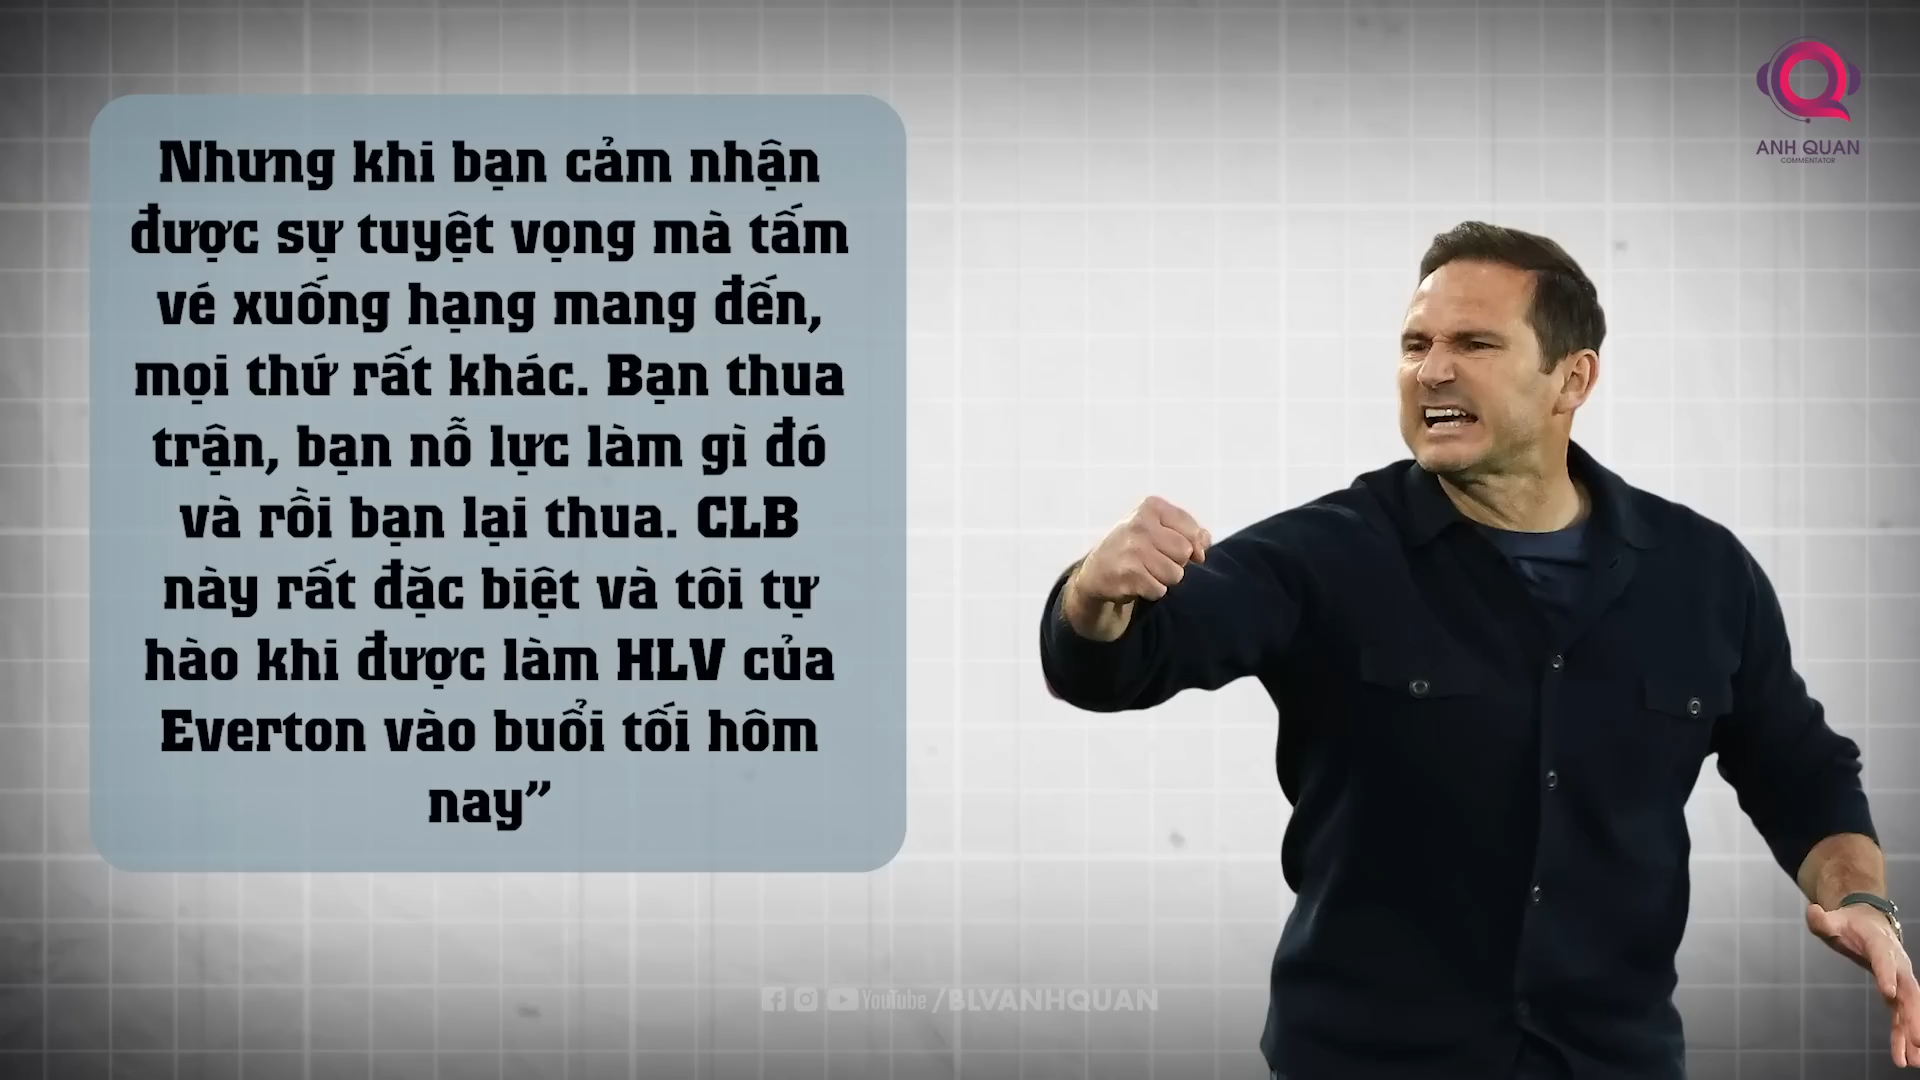 Nhưng khi bạn cảm nhận
được sự tuyệt vọng mà tấm
vé xuống hạng mang đến,
mọi thứ rất khác. Bạn thua
trận, bạn nỗ lực làm gì đó
và rồi bạn lại thua. CLB
này rất đặc biệt và tôi tự
hào khi được làm HLV của
Everton vào buổi tối hôm
nay”
ANH QUAN
COMMENTATOR
YouTube /BLVANHQUAN